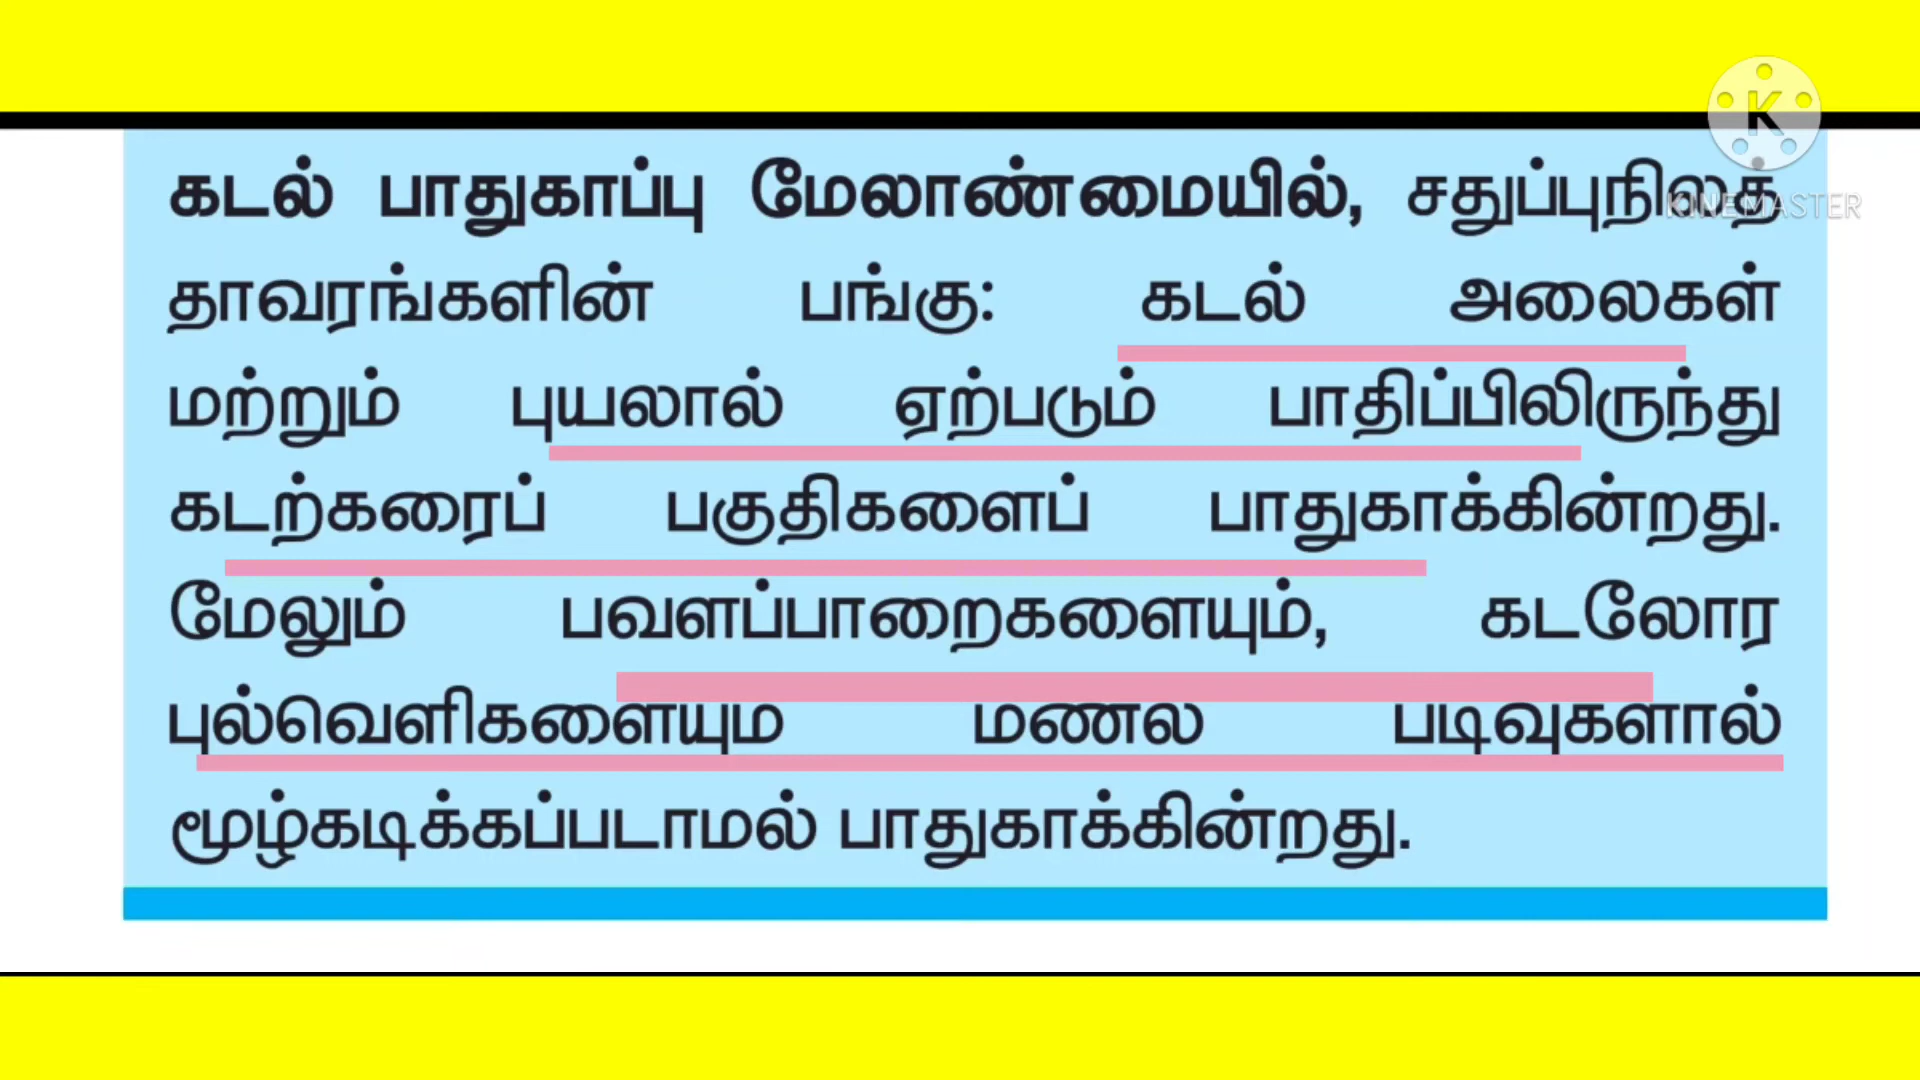 கடல் பாதுகாப்பு மேலாண்மையில், சதுப்புநிலத்
தாவரங்களின் பங்கு: கடல் அலைகள்
மற்றும் புயலால் ஏற்படும் பாதிப்பிலிருந்து
கடற்கரைப் பகுதிகளைப் பாதுகாக்கின்றது.
மேலும் பவளப்பாறைகளையும், கடலோர
புல்வெளிகளையும் மணல் படிவுகளால்
மூழ்கடிக்கப்படாமல் பாதுகாக்கின்றது.
K
KINEMASTER